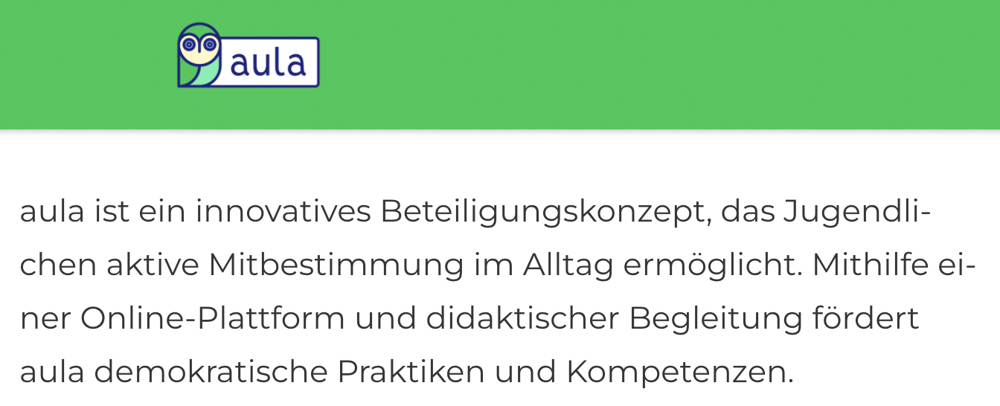 aula
aula ist ein innovatives Beteiligungskonzept, das Jugendli-
chen aktive Mitbestimmung im Alltag ermöglicht. Mithilfe ei-
ner Online-Plattform und didaktischer Begleitung fördert
aula demokratische Praktiken und Kompetenzen.